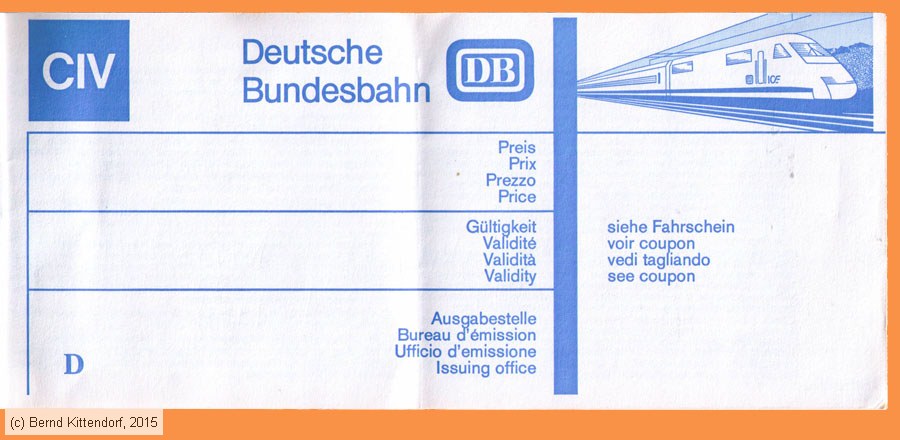 CIV
Deutsche
Bundesbahn
DB
ICE
Preis
Prix
Prezzo
Price
Gültigkeit
Validité
Validità
Validity
siehe Fahrschein
voir coupon
vedi tagliando
see coupon
Ausgabestelle
Bureau d'émission
Ufficio d'emissione
Issuing office
D
(c) Bernd Kittendorf, 2015